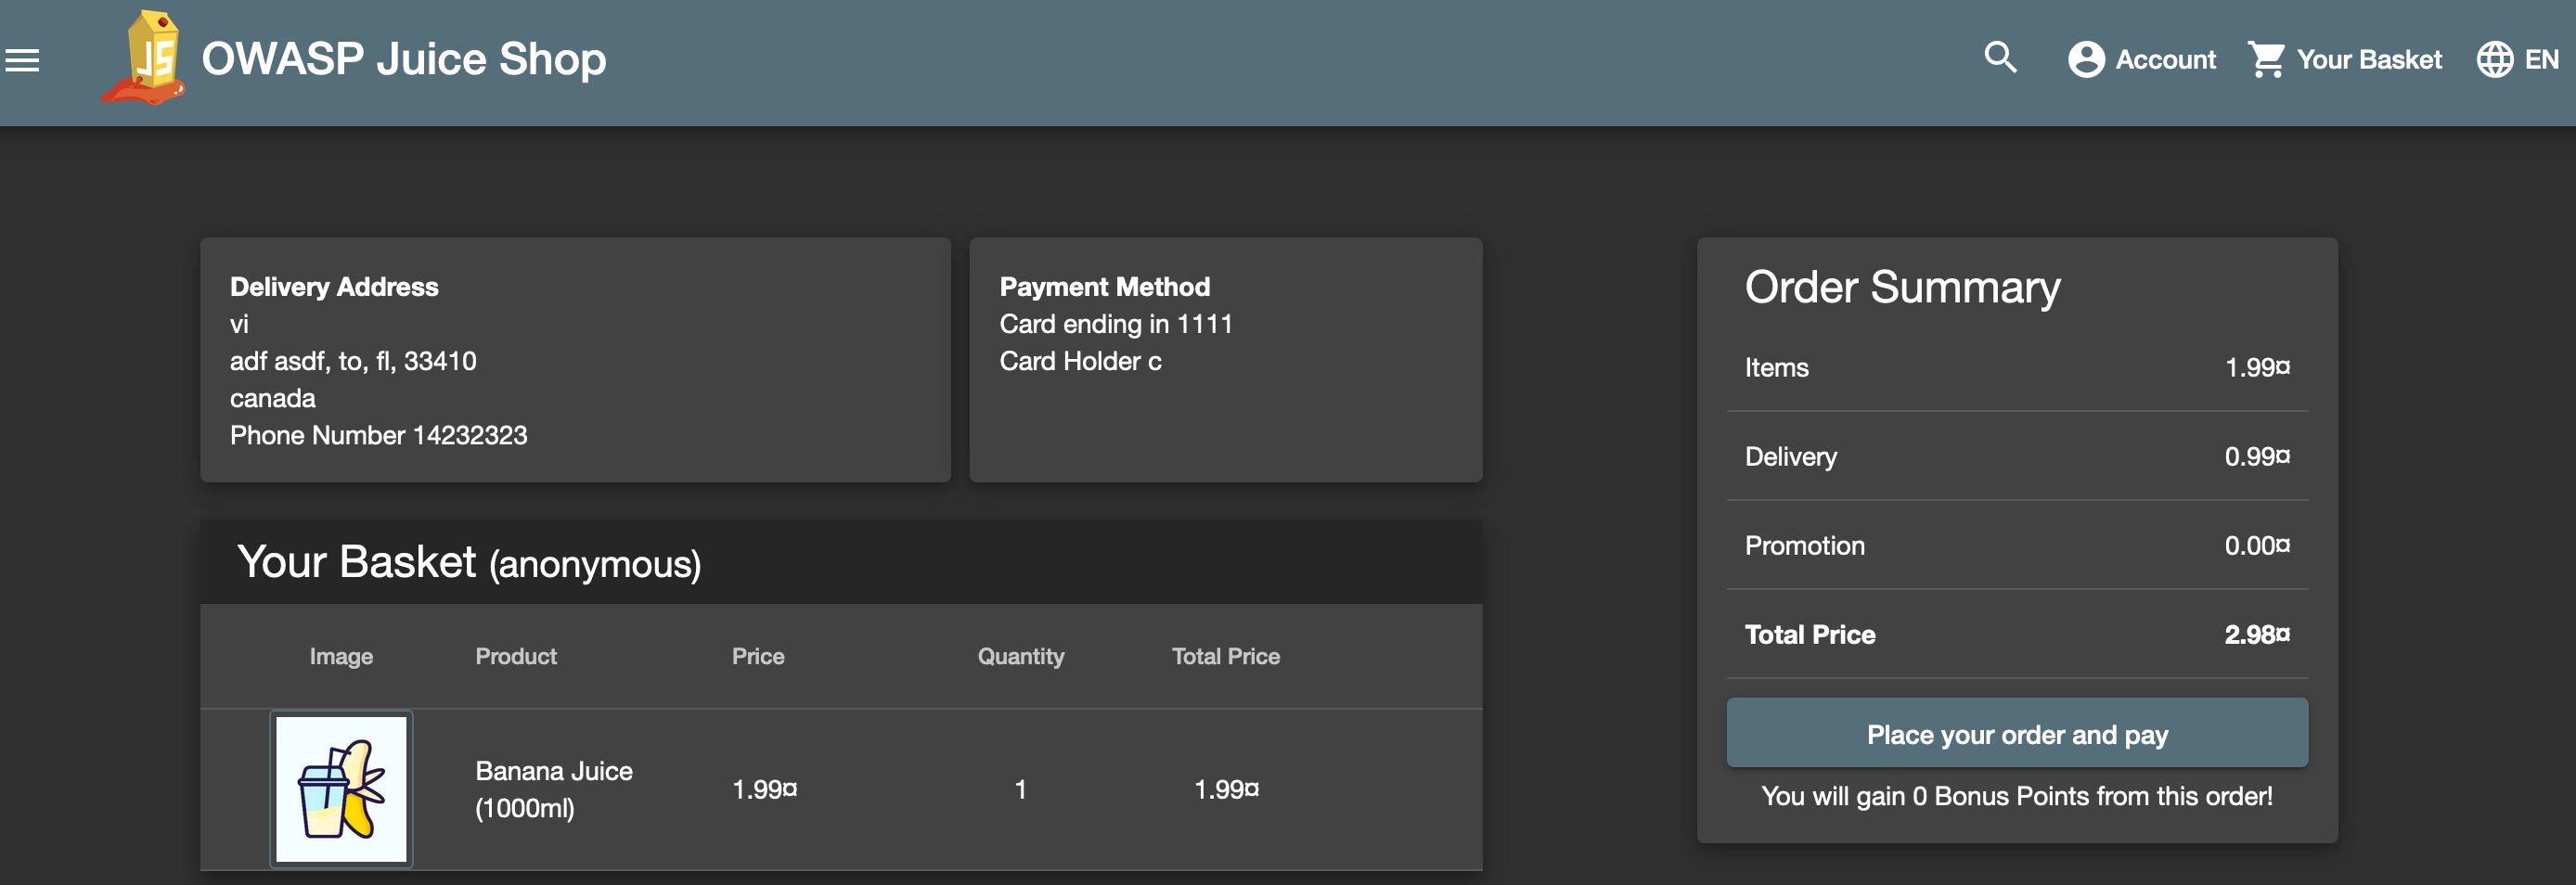 OWASP Juice Shop
Account
Your Basket
EN
Delivery Address
vi
adf asdf, to, fl, 33410
canada
Phone Number 14232323
Payment Method
Card ending in 1111
Card Holder c
Your Basket (anonymous)
Image Product Price Quantity Total Price
Banana Juice
(1000ml)
1.99¤ 1 1.99¤
Order Summary
Items 1.99¤
Delivery 0.99¤
Promotion 0.00¤
Total Price 2.98¤
Place your order and pay
You will gain 0 Bonus Points from this order!